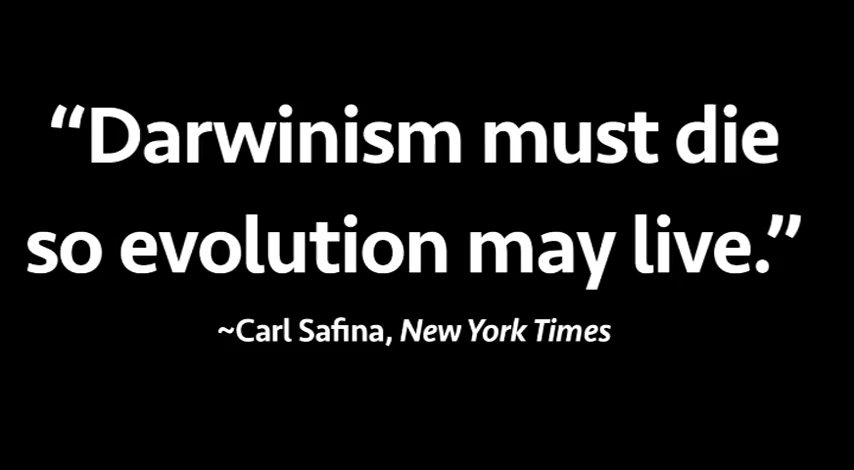 “Darwinism must die
so evolution may live.”
~Carl Safina, New York Times